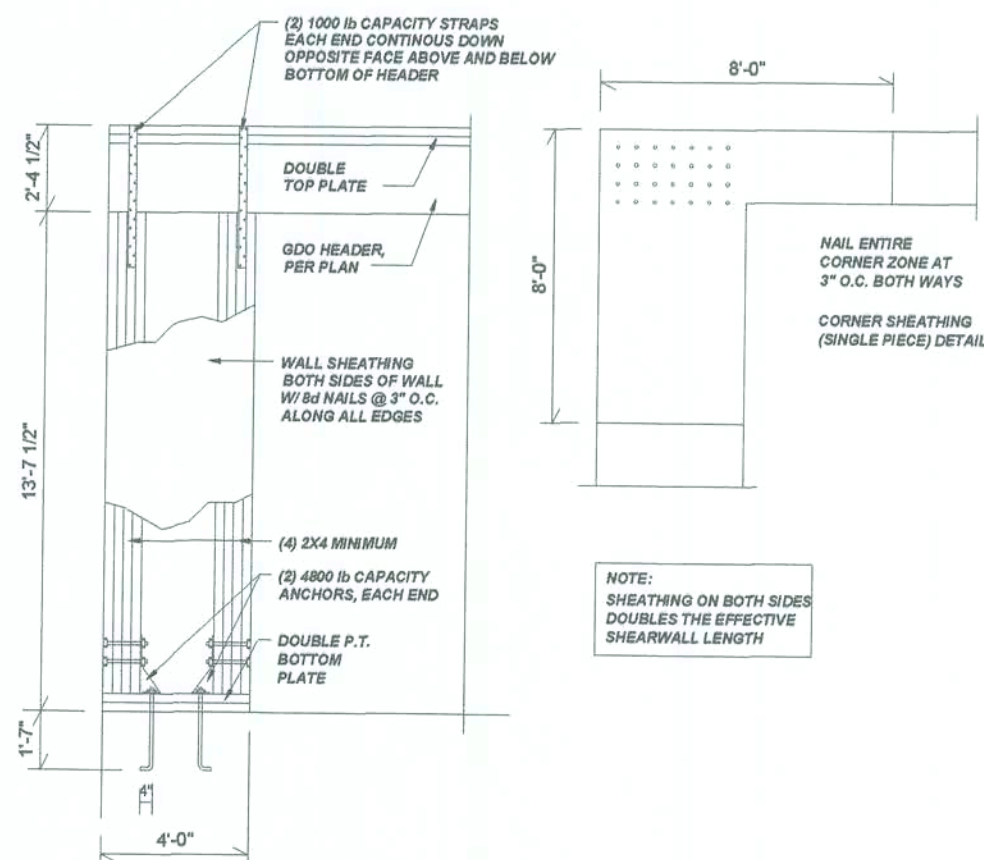 (2) 1000 lb CAPACITY STRAPS
EACH END CONTINOUS DOWN
OPPOSITE FACE ABOVE AND BELOW
BOTTOM OF HEADER
2'-4 1/2"
DOUBLE
TOP PLATE
GDO HEADER,
PER PLAN
WALL SHEATHING
BOTH SIDES OF WALL
W/ 8d NAILS @ 3" O.C.
ALONG ALL EDGES
13'-7 1/2"
(4) 2X4 MINIMUM
(2) 4800 lb CAPACITY
ANCHORS, EACH END
DOUBLE P.T.
BOTTOM
PLATE
1'-7"
4"
4'-0"
8'-0"
8'-0"
NAIL ENTIRE
CORNER ZONE AT
3" O.C. BOTH WAYS
CORNER SHEATHING
(SINGLE PIECE) DETAIL
NOTE:
SHEATHING ON BOTH SIDES
DOUBLES THE EFFECTIVE
SHEARWALL LENGTH